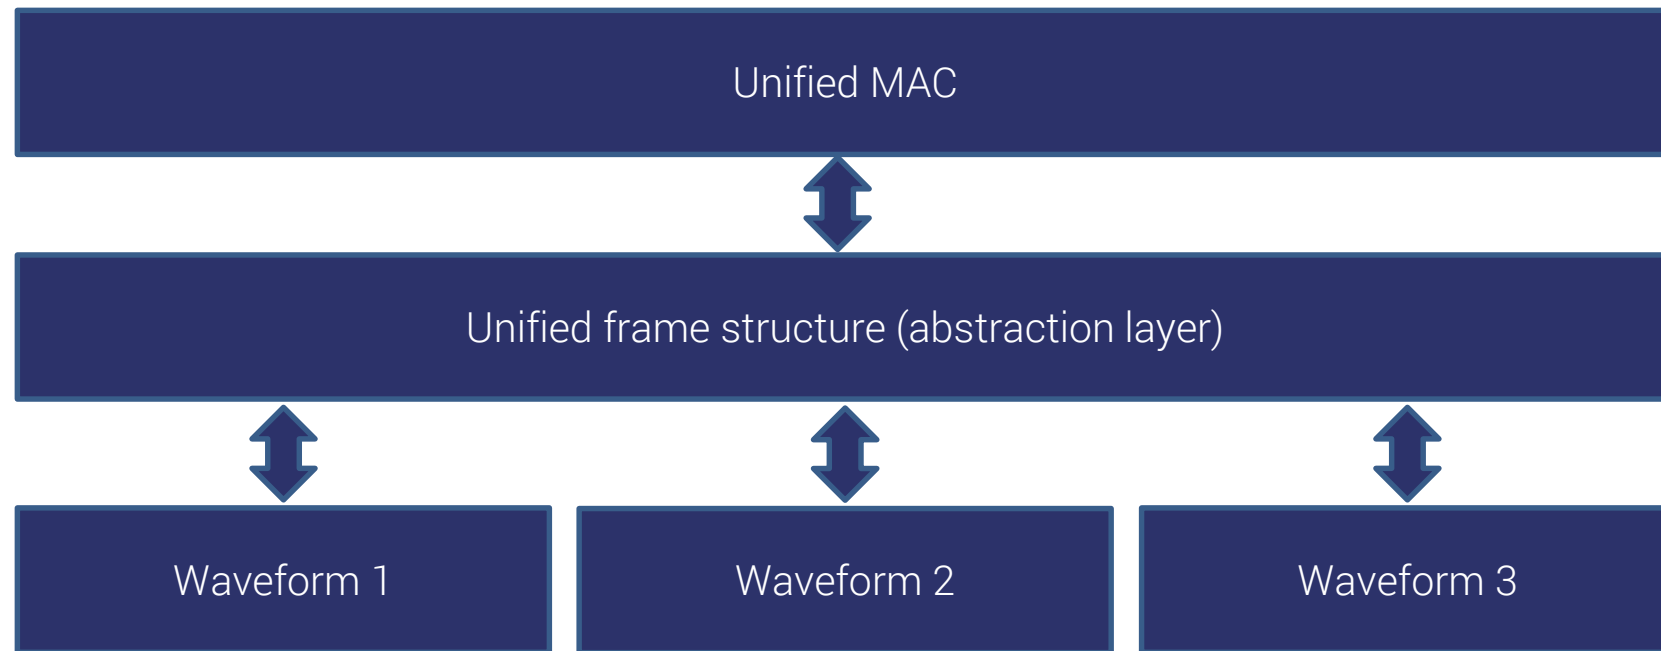 Unified MAC
Unified frame structure (abstraction layer)
Waveform 1
Waveform 2
Waveform 3